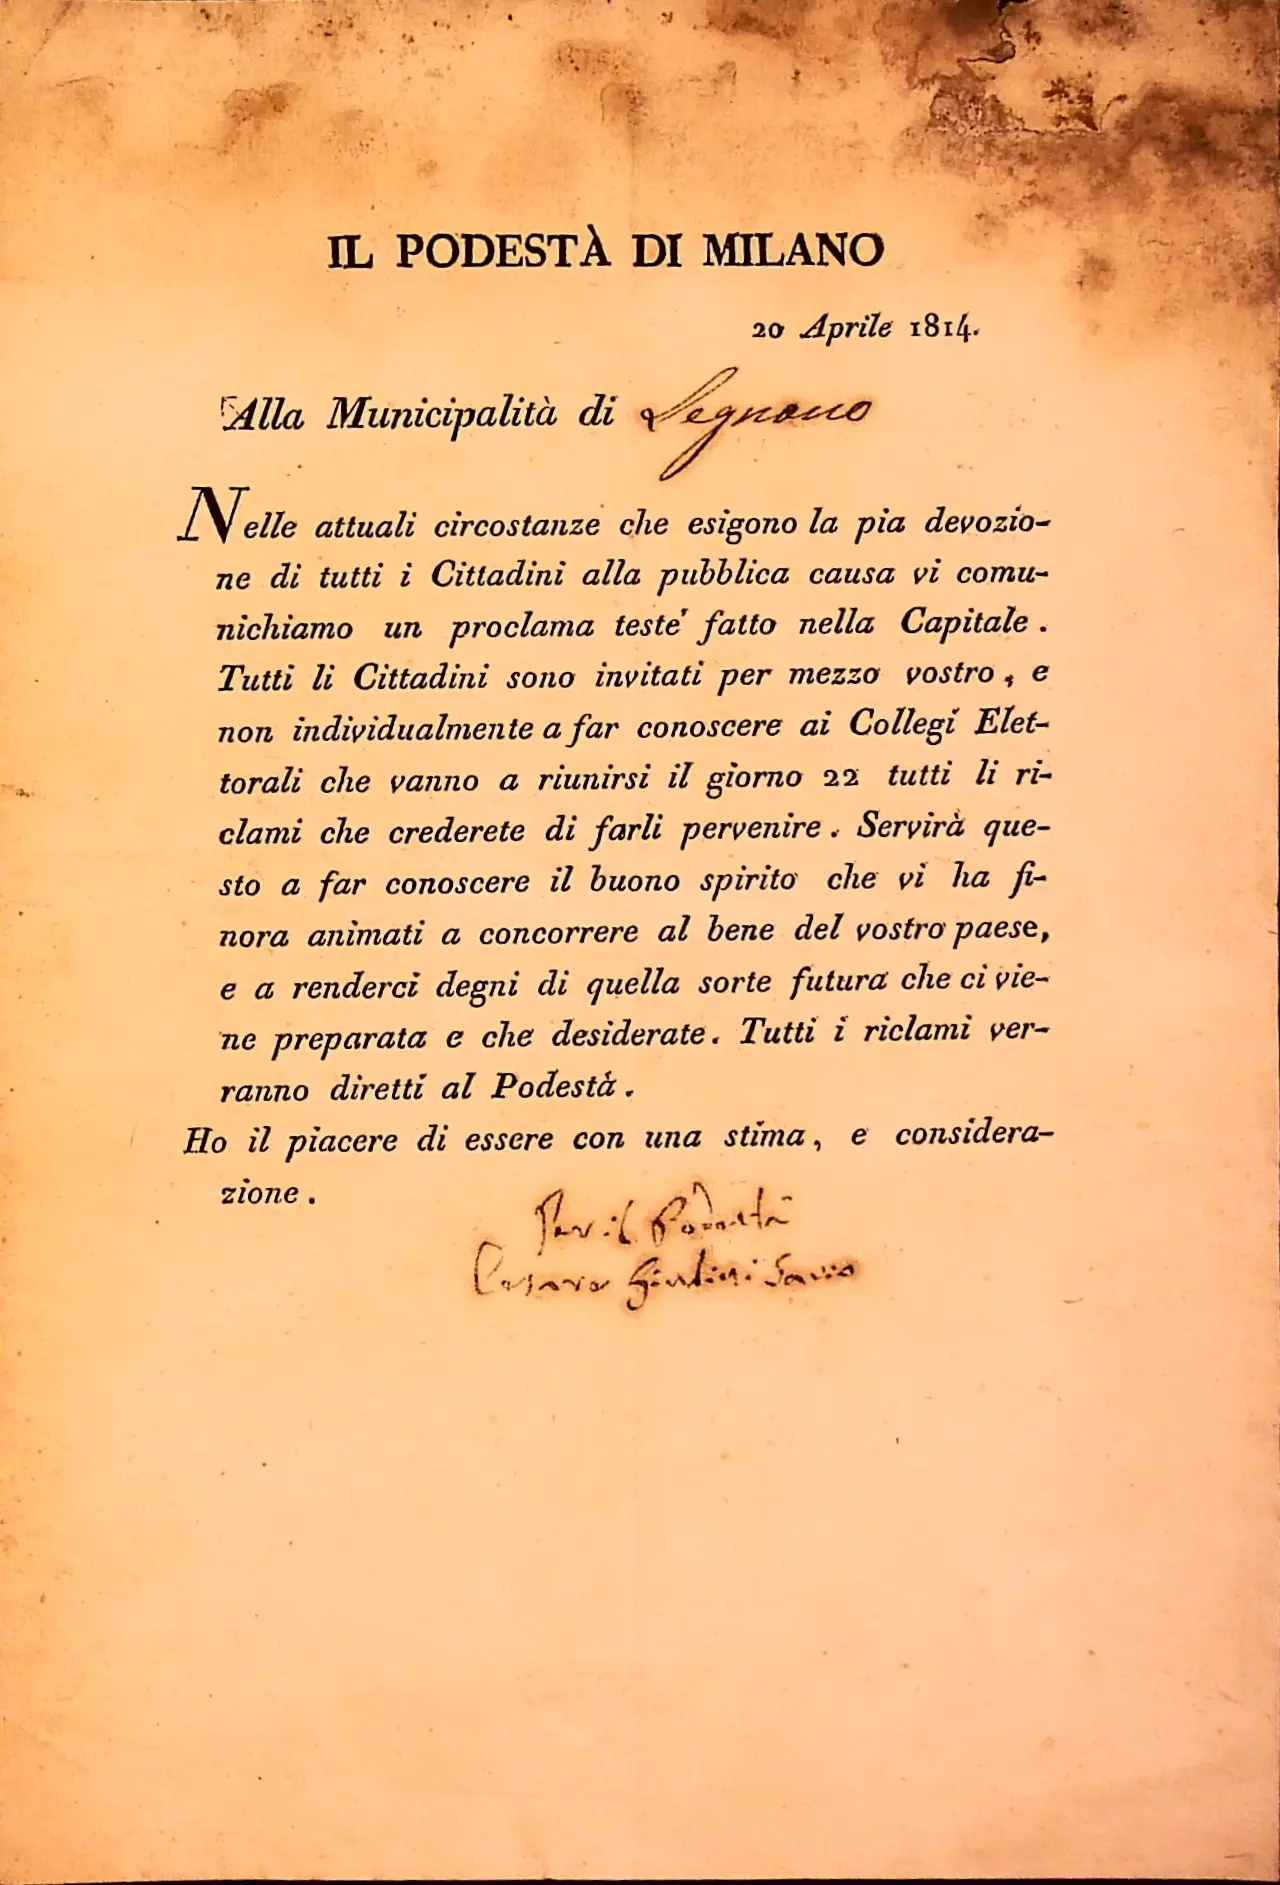 IL PODESTÀ DI MILANO
20 Aprile 1814.
Alla Municipalità di Legnano
Nelle attuali circostanze che esigono la pia devozio-
ne di tutti i Cittadini alla pubblica causa vi comu-
nichiamo un proclama testè fatto nella Capitale.
Tutti li Cittadini sono invitati per mezzo vostro, e
non individualmente a far conoscere ai Collegi Elet-
torali che vanno a riunirsi il giorno 22 tutti li ri-
clami che crederete di farli pervenire. Servirà que-
sto a far conoscere il buono spirito che vi ha fi-
nora animati a concorrere al bene del vostro paese,
e a renderci degni di quella sorte futura che ci vie-
ne preparata e che desiderate. Tutti i riclami ver-
ranno diretti al Podestà.
Ho il piacere di essere con una stima, e considera-
zione.
Per il Podestà
Cesare Giulini Savio